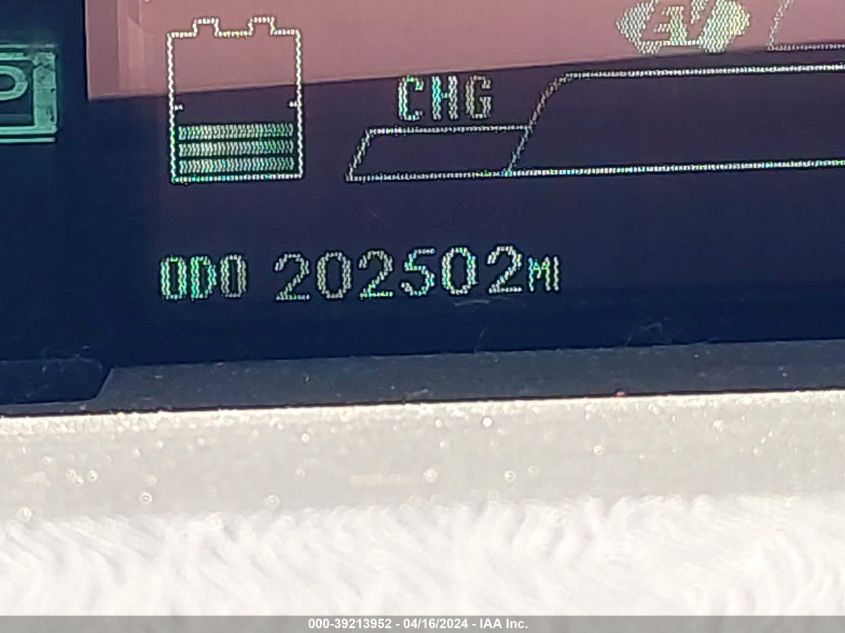 EV
P
CHG
ODO 202502MI
000-39213952 - 04/16/2024 - IAA Inc.